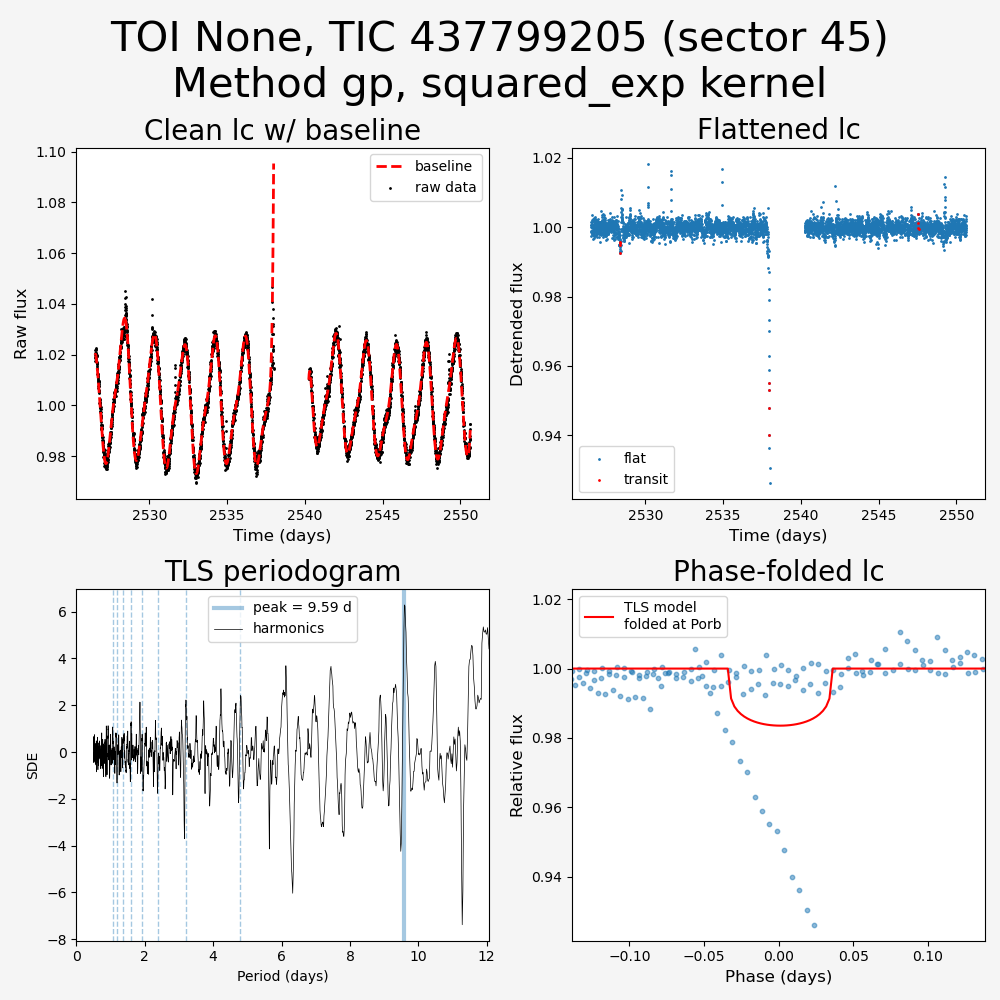 TOI None, TIC 437799205 (sector 45)
Method gp, squared_exp kernel
Clean lc w/ baseline
1.10
1.08
1.06
1.04
1.02
1.00
0.98
Raw flux
baseline
raw data
2530
2535
2540
2545
2550
Time (days)
Flattened lc
1.02
1.00
0.98
0.96
0.94
Detrended flux
flat
transit
2530
2535
2540
2545
2550
Time (days)
TLS periodogram
6
4
2
0
−2
−4
−6
−8
SDE
peak = 9.59 d
harmonics
0
2
4
6
8
10
12
Period (days)
Phase-folded lc
1.02
1.00
0.98
0.96
0.94
Relative flux
TLS model
folded at Porb
−0.10
−0.05
0.00
0.05
0.10
Phase (days)